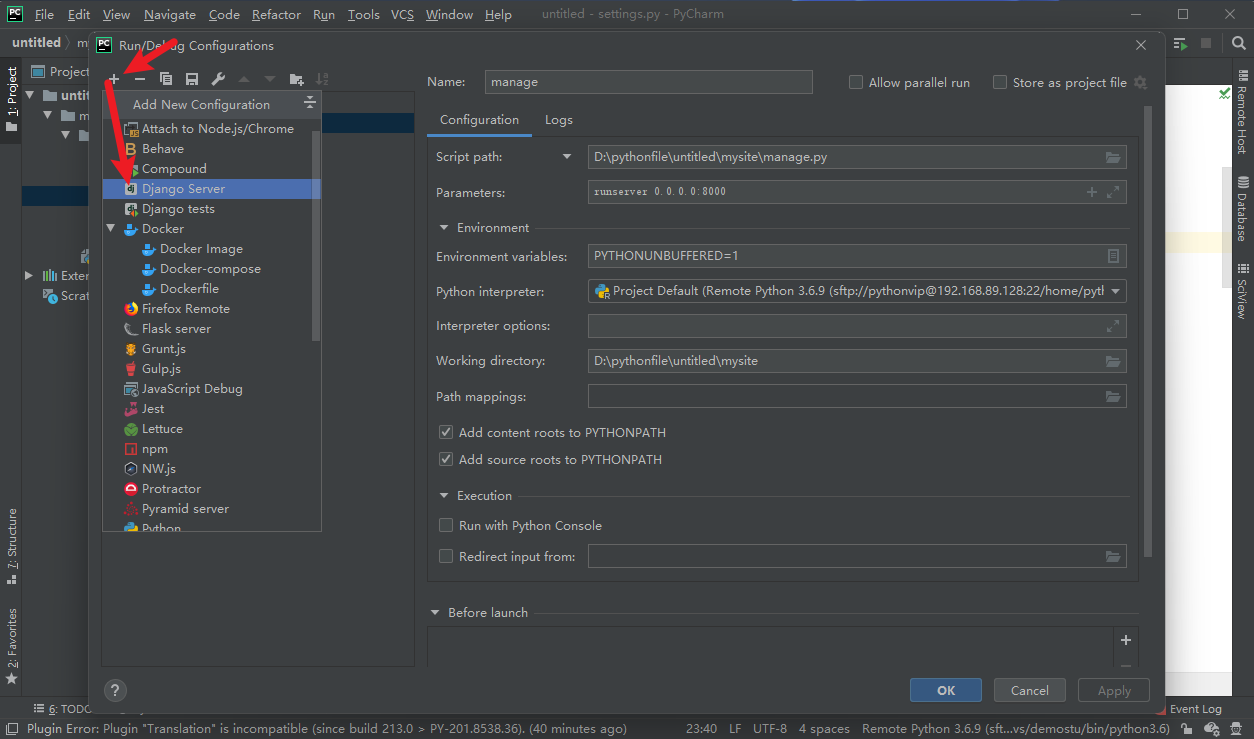 PC File Edit View Navigate Code Refactor Run Tools VCS Window Help untitled - settings.py - PyCharm
untitled
PC Run/Debug Configurations
1: Project
Project
Name: manage
Allow parallel run
Store as project file
Add New Configuration
Attach to Node.js/Chrome
Behave
Compound
Django Server
Django tests
Docker
Docker Image
Docker-compose
Dockerfile
Firefox Remote
Flask server
Grunt.js
Gulp.js
JavaScript Debug
Jest
Lettuce
npm
NW.js
Protractor
Pyramid server
Python
Configuration Logs
Script path: D:\pythonfile\untitled\mysite\manage.py
Parameters: runserver 0.0.0.0:8000
Environment
Environment variables: PYTHONUNBUFFERED=1
Python interpreter: Project Default (Remote Python 3.6.9 (sftp://pythonvip@192.168.89.128:22/home/pytl
Interpreter options:
Working directory: D:\pythonfile\untitled\mysite
Path mappings:
Add content roots to PYTHONPATH
Add source roots to PYTHONPATH
Execution
Run with Python Console
Redirect input from:
Before launch
? OK Cancel Apply
Remote Host
Database
SciView
7: Structure
2: Favorites
6: TODO
Event Log
Plugin Error: Plugin "Translation" is incompatible (since build 213.0 > PY-201.8538.36). (40 minutes ago) 23:40 LF UTF-8 4 spaces Remote Python 3.6.9 (sft...vs/demostu/bin/python3.6)